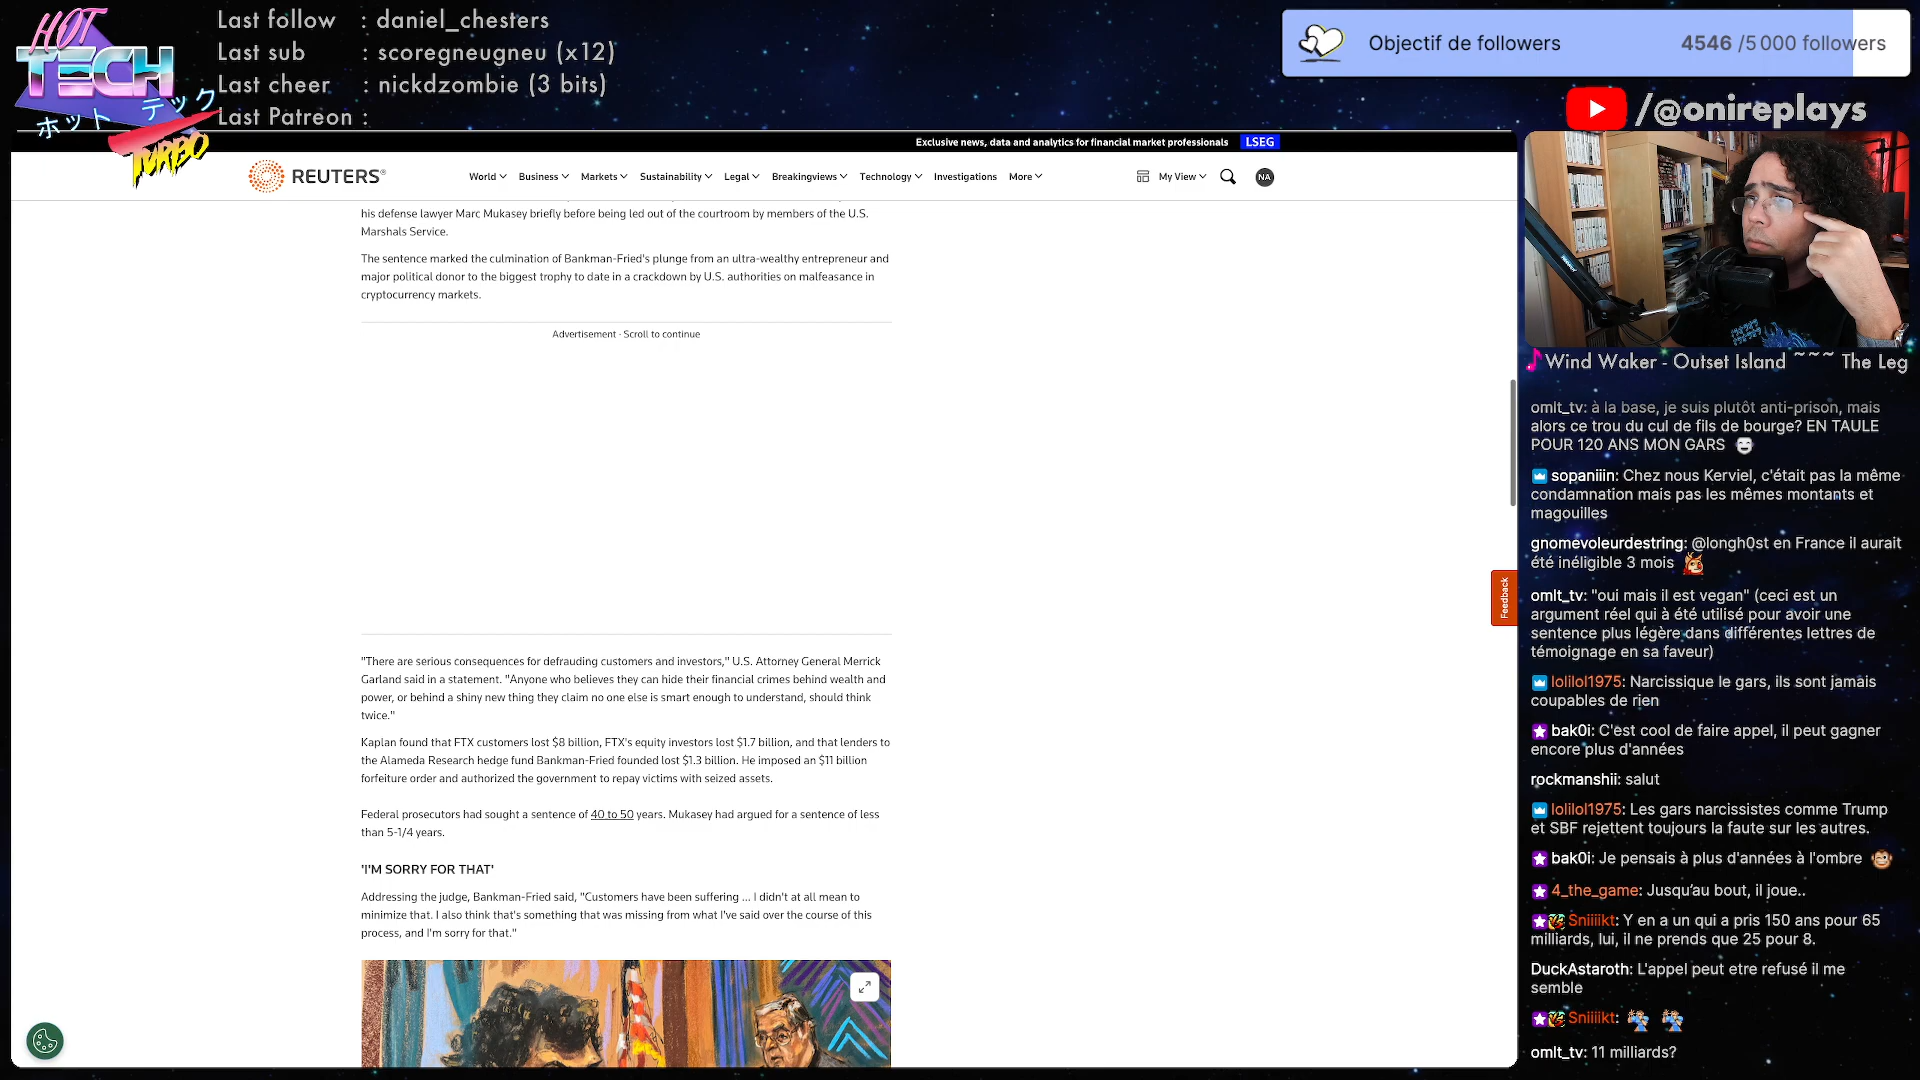 HOT
TECH
ホット テック
TURBO
Last follow : daniel_chesters
Last sub : scoregneugneu (x12)
Last cheer : nickdzombie (3 bits)
Last Patreon :
Objectif de followers 4546 /5 000 followers
/@onireplays
Exclusive news, data and analytics for financial market professionals LSEG
REUTERS®
World Business Markets Sustainability Legal Breakingviews Technology Investigations More My View NA
his defense lawyer Marc Mukasey briefly before being led out of the courtroom by members of the U.S.
Marshals Service.
The sentence marked the culmination of Bankman-Fried's plunge from an ultra-wealthy entrepreneur and
major political donor to the biggest trophy to date in a crackdown by U.S. authorities on malfeasance in
cryptocurrency markets.
Advertisement · Scroll to continue
Feedback
"There are serious consequences for defrauding customers and investors," U.S. Attorney General Merrick
Garland said in a statement. "Anyone who believes they can hide their financial crimes behind wealth and
power, or behind a shiny new thing they claim no one else is smart enough to understand, should think
twice."
Kaplan found that FTX customers lost $8 billion, FTX's equity investors lost $1.7 billion, and that lenders to
the Alameda Research hedge fund Bankman-Fried founded lost $1.3 billion. He imposed an $11 billion
forfeiture order and authorized the government to repay victims with seized assets.
Federal prosecutors had sought a sentence of 40 to 50 years. Mukasey had argued for a sentence of less
than 5-1/4 years.
'I'M SORRY FOR THAT'
Addressing the judge, Bankman-Fried said, "Customers have been suffering ... I didn't at all mean to
minimize that. I also think that's something that was missing from what I've said over the course of this
process, and I'm sorry for that."
Wind Waker - Outset Island ~~~ The Leg
omlt_tv: à la base, je suis plutôt anti-prison, mais
alors ce trou du cul de fils de bourge? EN TAULE
POUR 120 ANS MON GARS
sopaniiin: Chez nous Kerviel, c'était pas la même
condamnation mais pas les mêmes montants et
magouilles
gnomevoleurdestring: @longh0st en France il aurait
été inéligible 3 mois
omlt_tv: "oui mais il est vegan" (ceci est un
argument réel qui à été utilisé pour avoir une
sentence plus légère dans différentes lettres de
témoignage en sa faveur)
lolilol1975: Narcissique le gars, ils sont jamais
coupables de rien
bak0i: C'est cool de faire appel, il peut gagner
encore plus d'années
rockmanshii: salut
lolilol1975: Les gars narcissistes comme Trump
et SBF rejettent toujours la faute sur les autres.
bak0i: Je pensais à plus d'années à l'ombre
4_the_game: Jusqu'au bout, il joue..
Sniiiikt: Y en a un qui a pris 150 ans pour 65
milliards, lui, il ne prends que 25 pour 8.
DuckAstaroth: L'appel peut etre refusé il me
semble
Sniiiikt:
omlt_tv: 11 milliards?